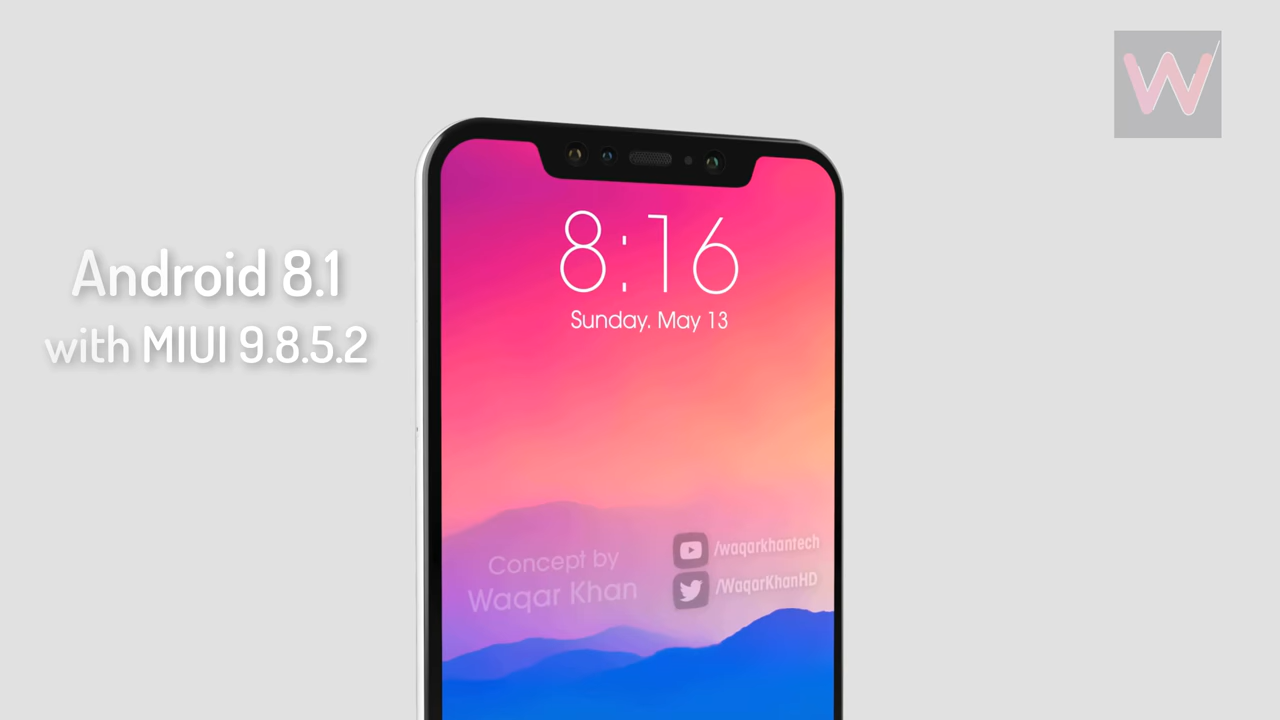 W
8:16
Sunday. May 13
Android 8.1
with MIUI 9.8.5.2
Concept by
Waqar Khan
/waqarkhantech
/WaqarKhanHD